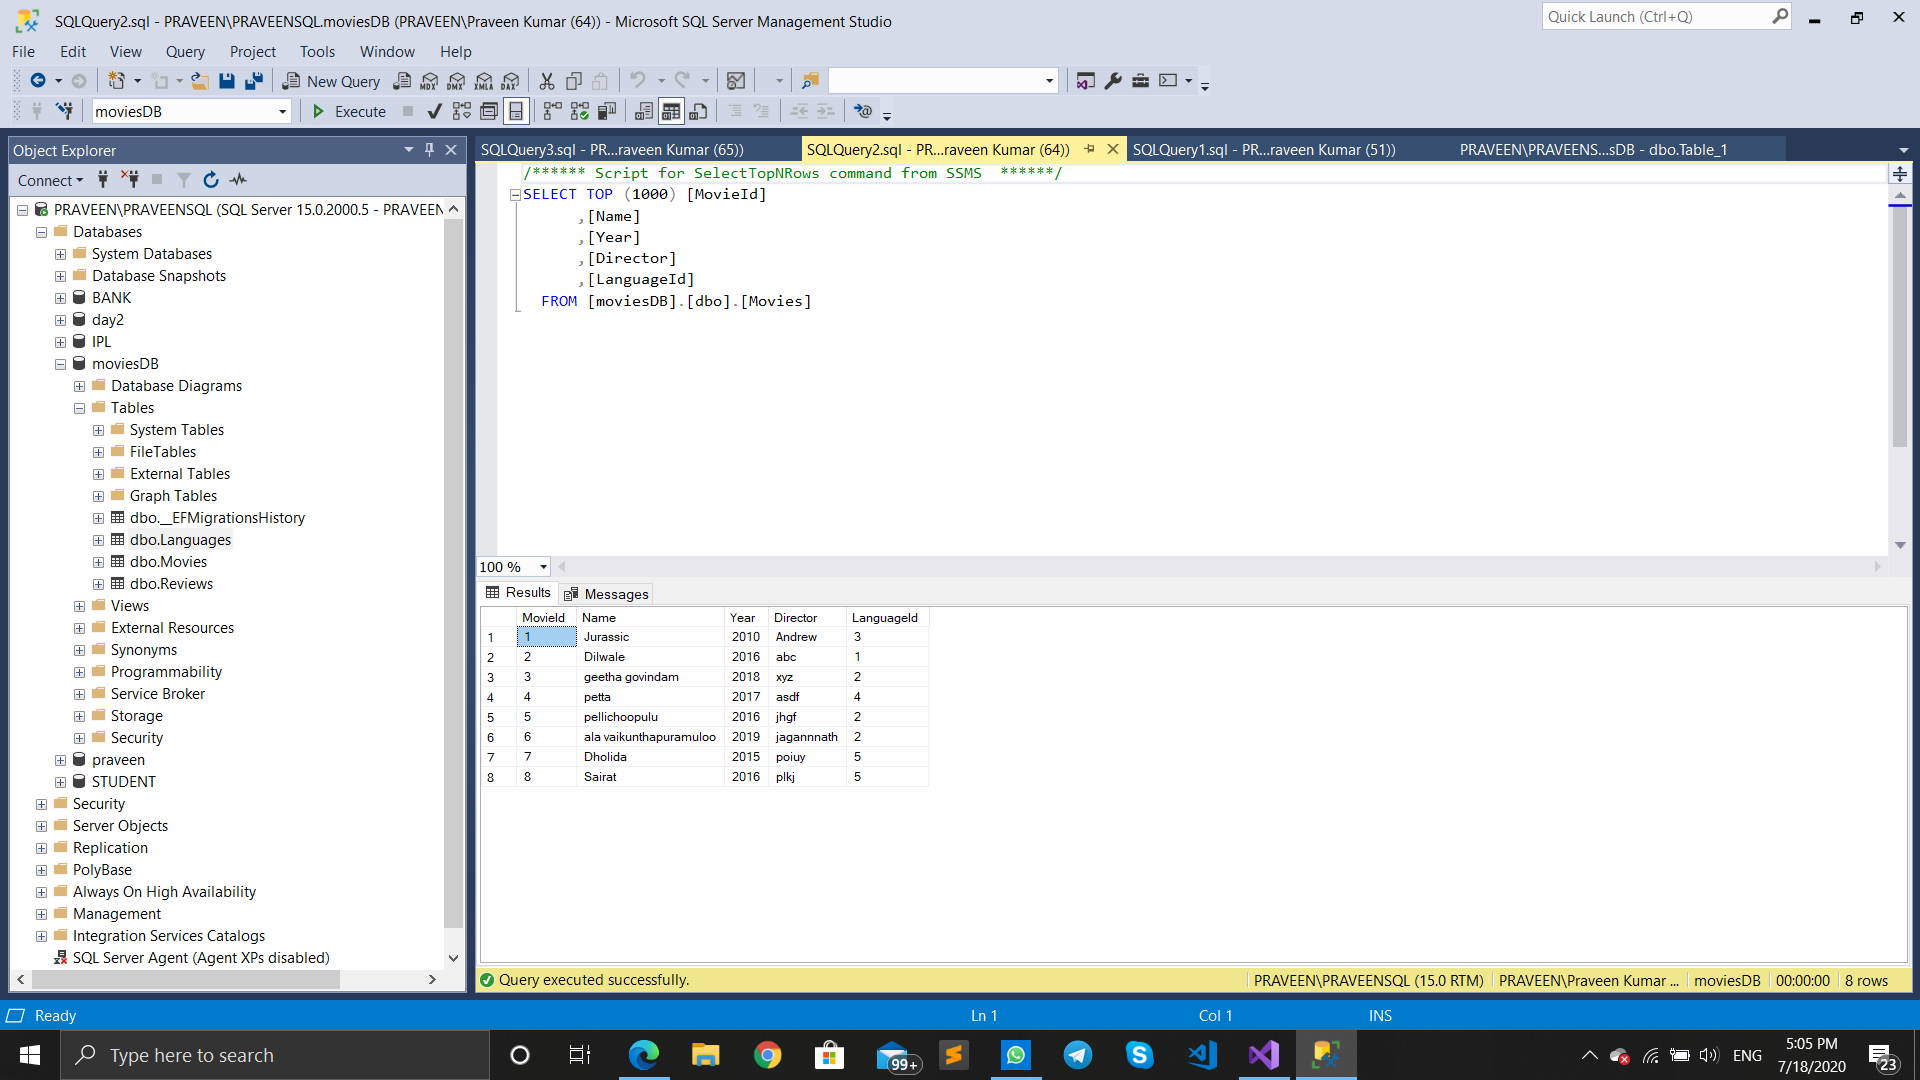 SQLQuery2.sql - PRAVEEN\PRAVEENSQL.moviesDB (PRAVEEN\Praveen Kumar (64)) - Microsoft SQL Server Management Studio
Quick Launch (Ctrl+Q)
File Edit View Query Project Tools Window Help
New Query
MDX DMX XMLA DAX
moviesDB
Execute
Object Explorer
Connect
PRAVEEN\PRAVEENSQL (SQL Server 15.0.2000.5 - PRAVEEN
Databases
System Databases
Database Snapshots
BANK
day2
IPL
moviesDB
Database Diagrams
Tables
System Tables
FileTables
External Tables
Graph Tables
dbo.__EFMigrationsHistory
dbo.Languages
dbo.Movies
dbo.Reviews
Views
External Resources
Synonyms
Programmability
Service Broker
Storage
Security
praveen
STUDENT
Security
Server Objects
Replication
PolyBase
Always On High Availability
Management
Integration Services Catalogs
SQL Server Agent (Agent XPs disabled)
SQLQuery3.sql - PR...raveen Kumar (65))
SQLQuery2.sql - PR...raveen Kumar (64))
SQLQuery1.sql - PR...raveen Kumar (51))
PRAVEEN\PRAVEENS...sDB - dbo.Table_1
/****** Script for SelectTopNRows command from SSMS  ******/
SELECT TOP (1000) [MovieId]
,[Name]
,[Year]
,[Director]
,[LanguageId]
FROM [moviesDB].[dbo].[Movies]
100 %
Results Messages
MovieId Name Year Director LanguageId
1 1 Jurassic 2010 Andrew 3
2 2 Dilwale 2016 abc 1
3 3 geetha govindam 2018 xyz 2
4 4 petta 2017 asdf 4
5 5 pellichoopulu 2016 jhgf 2
6 6 ala vaikunthapuramuloo 2019 jagannnath 2
7 7 Dholida 2015 poiuy 5
8 8 Sairat 2016 plkj 5
Query executed successfully.
PRAVEEN\PRAVEENSQL (15.0 RTM) PRAVEEN\Praveen Kumar ... moviesDB 00:00:00 8 rows
Ready Ln 1 Col 1 INS
Type here to search
99+
ENG
5:05 PM
7/18/2020
23